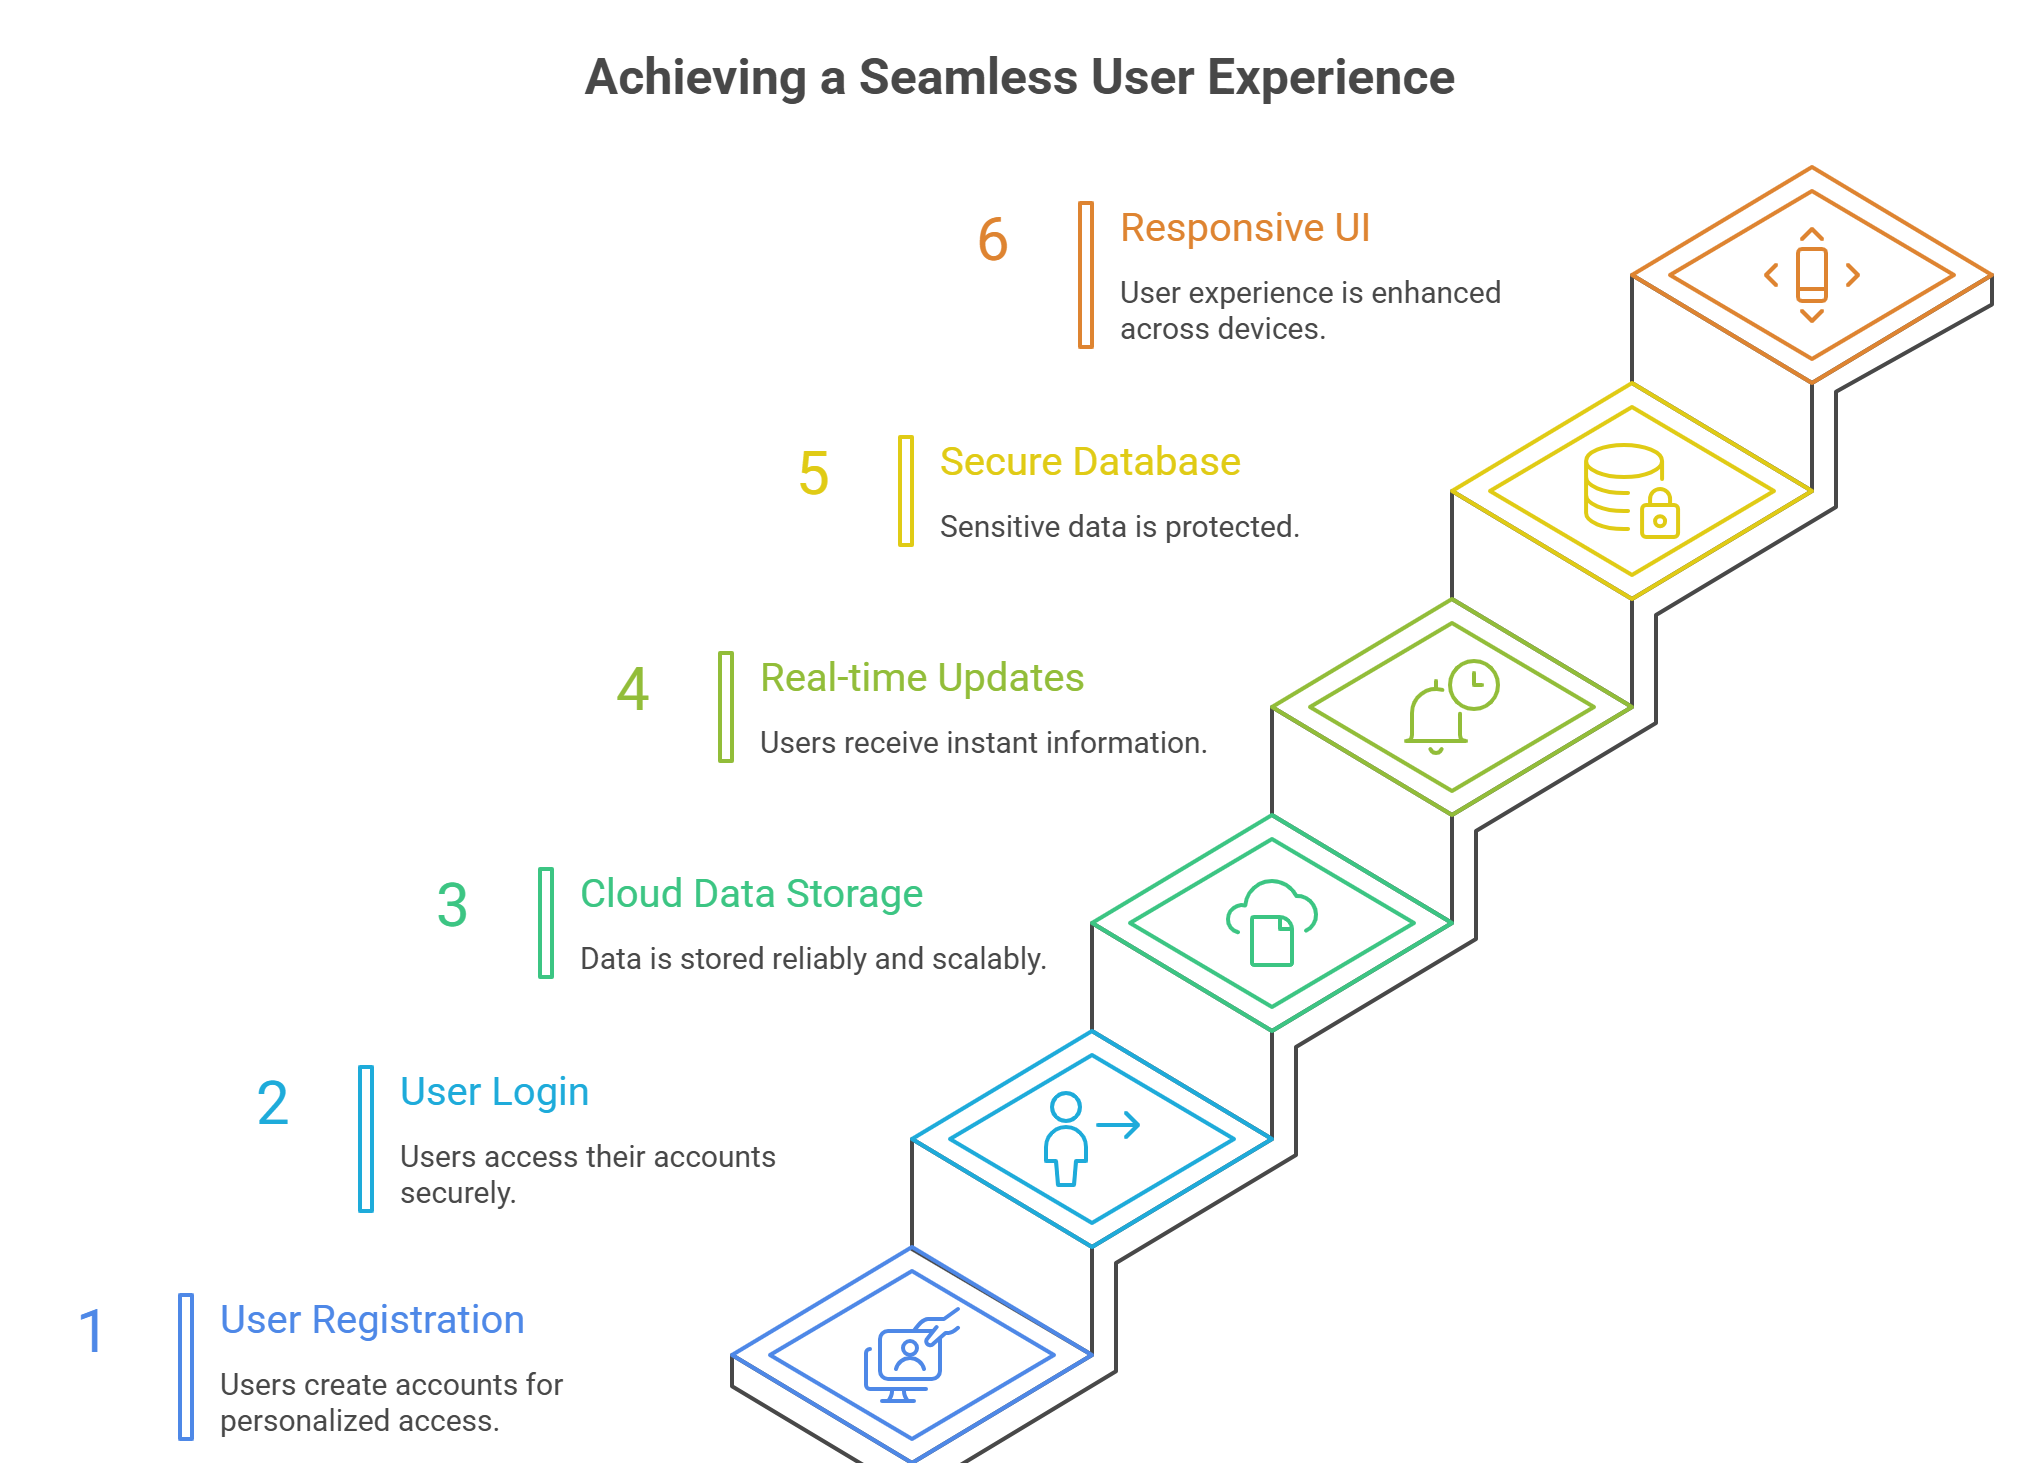 Achieving a Seamless User Experience
6
Responsive UI
User experience is enhanced
across devices.
5
Secure Database
Sensitive data is protected.
4
Real-time Updates
Users receive instant information.
3
Cloud Data Storage
Data is stored reliably and scalably.
2
User Login
Users access their accounts
securely.
1
User Registration
Users create accounts for
personalized access.